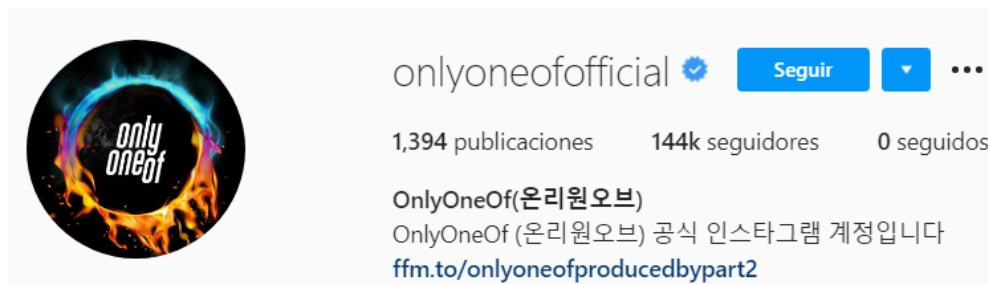 only
oneof
onlyoneofofficial Seguir
1,394 publicaciones 144k seguidores 0 seguidos
OnlyOneOf(온리원오브)
OnlyOneOf (온리원오브) 공식 인스타그램 계정입니다
ffm.to/onlyoneofproducedbypart2